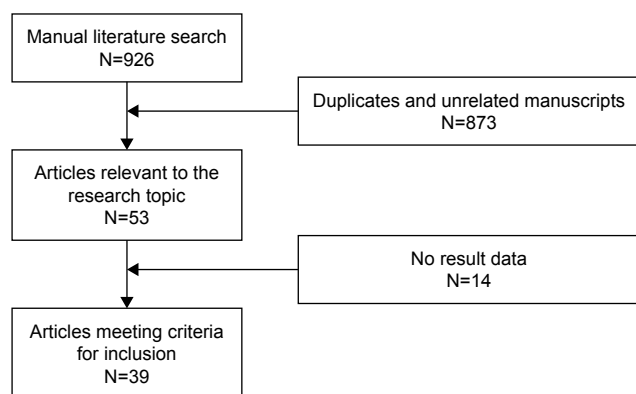 Manual literature search
N=926
Duplicates and unrelated manuscripts
N=873
Articles relevant to the
research topic
N=53
No result data
N=14
Articles meeting criteria
for inclusion
N=39